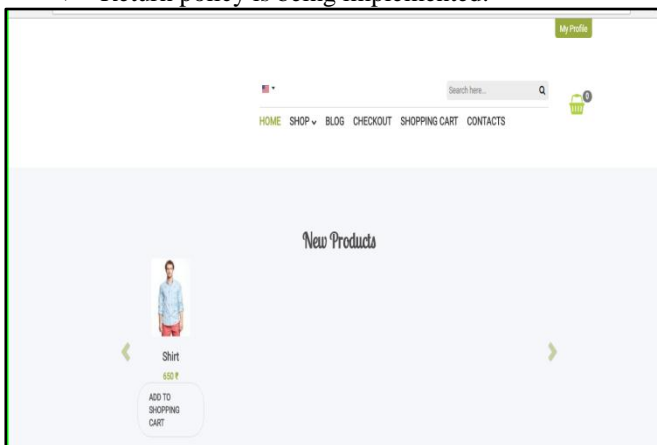 Return policy is being implemented.
My Profile
Search here...
0
HOME SHOP BLOG CHECKOUT SHOPPING CART CONTACTS
New Products
Shirt
650 ₹
ADD TO
SHOPPING
CART